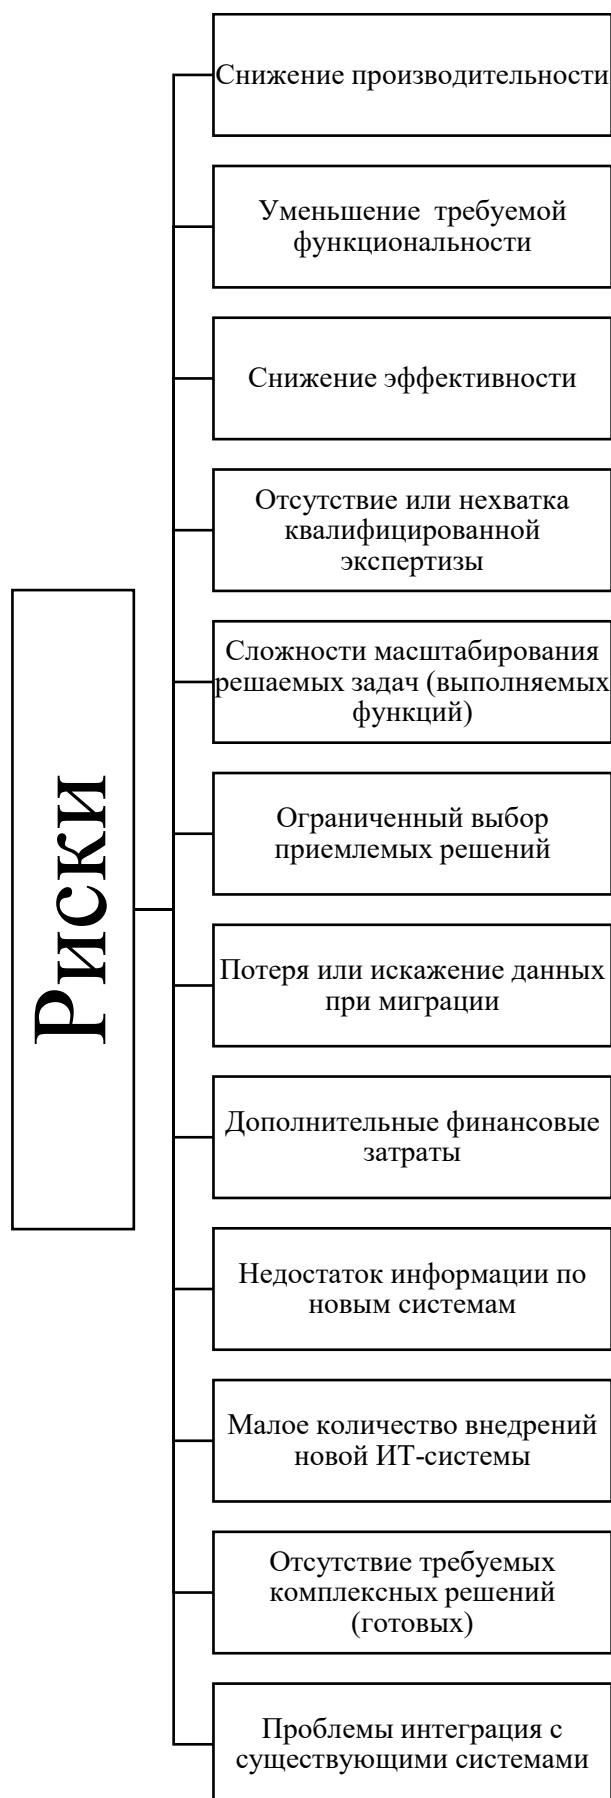 Риски
Снижение производительности
Уменьшение требуемой
функциональности
Снижение эффективности
Отсутствие или нехватка
квалифицированной
экспертизы
Сложности масштабирования
решаемых задач (выполняемых
функций)
Ограниченный выбор
приемлемых решений
Потеря или искажение данных
при миграции
Дополнительные финансовые
затраты
Недостаток информации по
новым системам
Малое количество внедрений
новой ИТ-системы
Отсутствие требуемых
комплексных решений
(готовых)
Проблемы интеграция с
существующими системами